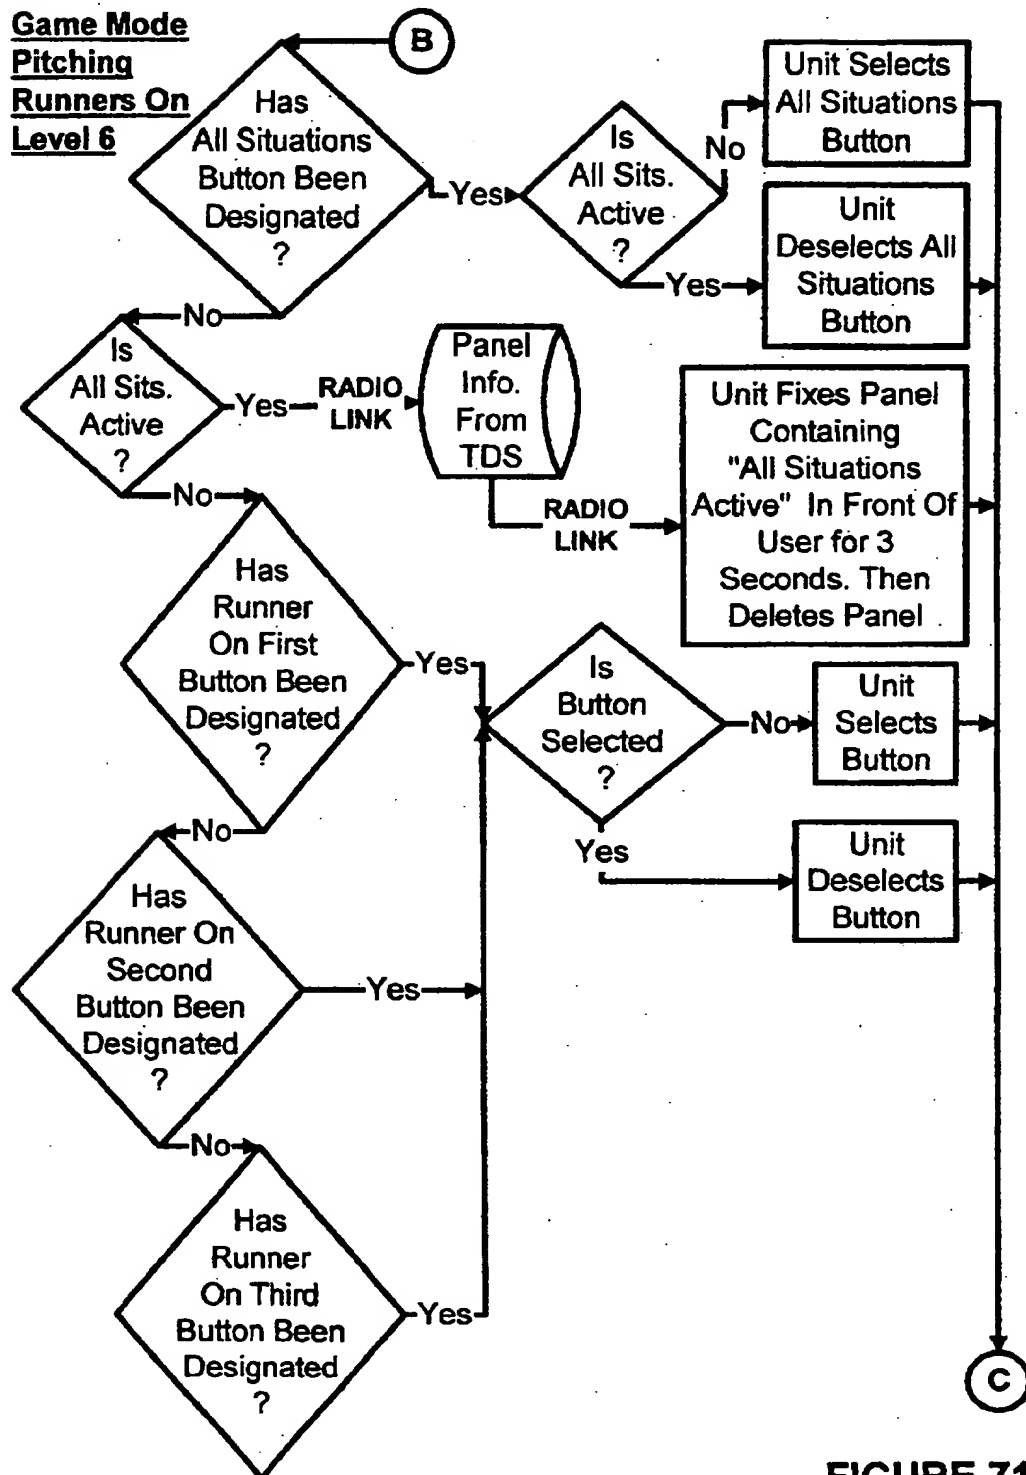 Game Mode
Pitching
Runners On
Level 6
B
Has
All Situations
Button Been
Designated
?
Yes
Is
All Sits.
Active
?
No
Unit Selects
All Situations
Button
Yes
Unit
Deselects All
Situations
Button
No
Is
All Sits.
Active
?
Yes
RADIO
LINK
Panel
Info.
From
TDS
RADIO
LINK
Unit Fixes Panel
Containing
"All Situations
Active" In Front Of
User for 3
Seconds. Then
Deletes Panel
No
Has
Runner
On First
Button Been
Designated
?
Yes
Is
Button
Selected
?
No
Unit
Selects
Button
Yes
Unit
Deselects
Button
No
Has
Runner On
Second
Button Been
Designated
?
Yes
No
Has
Runner
On Third
Button Been
Designated
?
Yes
C
FIGURE 71